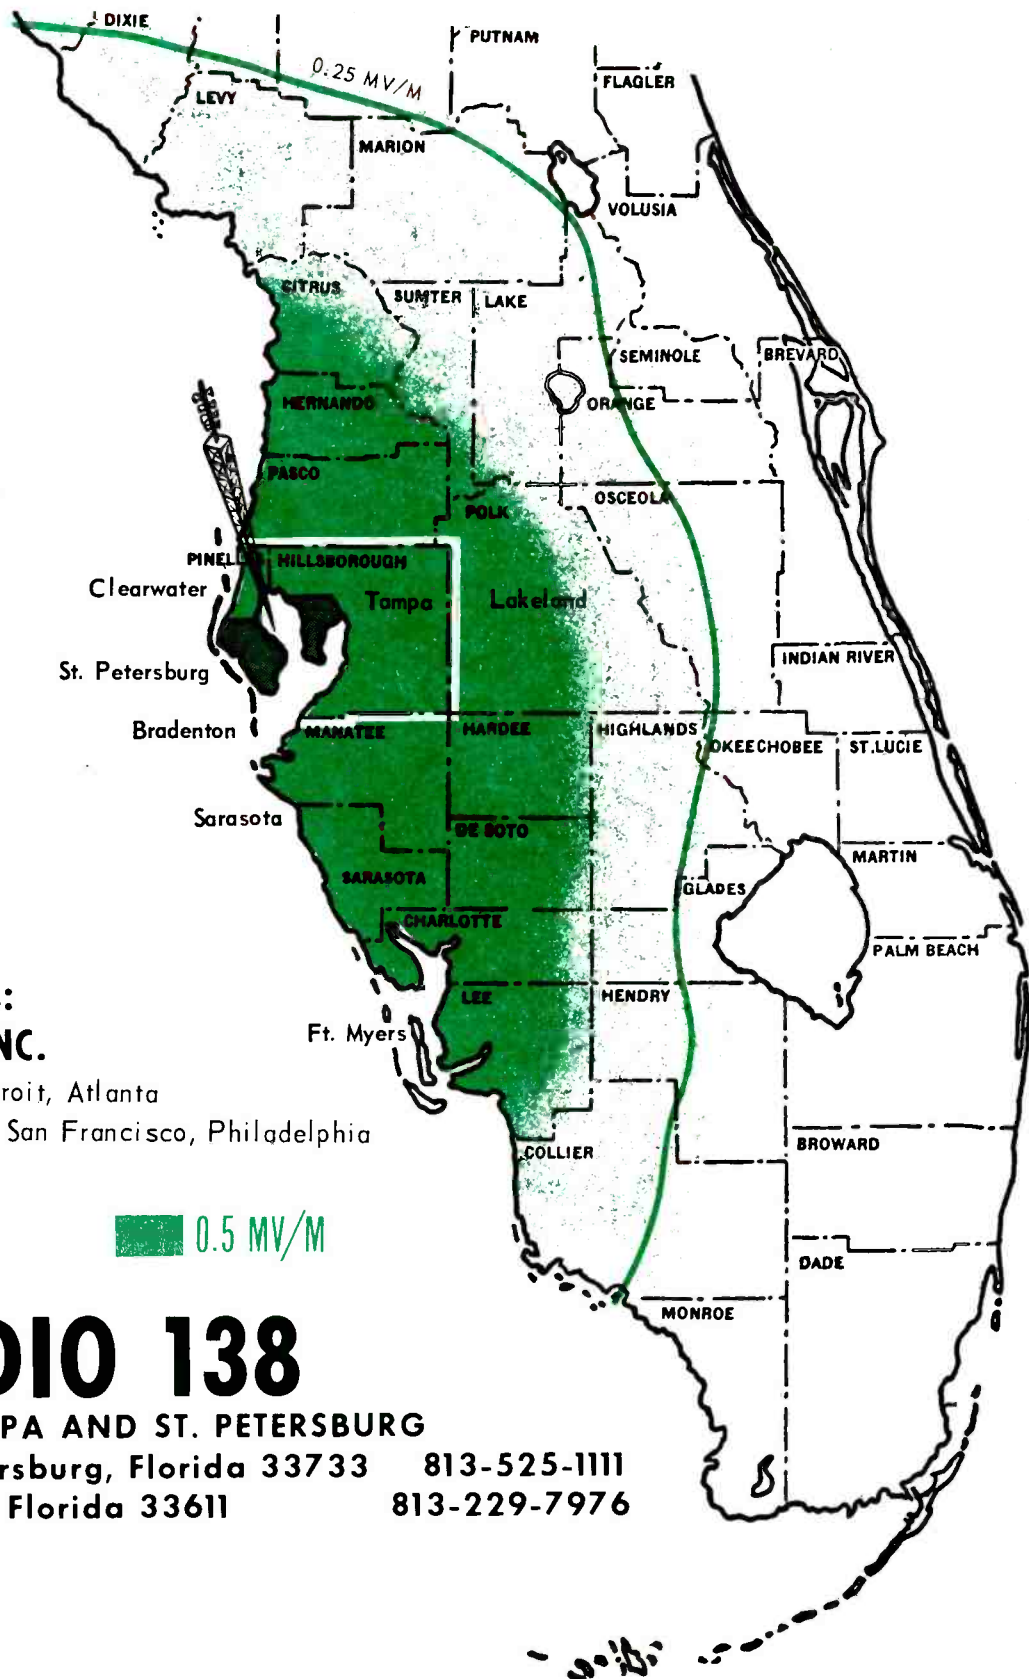 DIXIE
PUTNAM
0.25 MV/M
FLAGLER
LEVY
MARION
VOLUSIA
CITRUS
SUMTER
LAKE
SEMINOLE
BREVARD
HERNANDO
ORANGE
PASCO
OSCEOLA
POLK
PINELL
HILLSBOROUGH
Clearwater
Tampa
Lakeland
St. Petersburg
INDIAN RIVER
Bradenton
MANATEE
HARDEE
HIGHLANDS
OKEECHOBEE
ST. LUCIE
Sarasota
DE SOTO
MARTIN
SARASOTA
GLADES
CHARLOTTE
PALM BEACH
LEE
HENDRY
:
NC.
Ft. Myers
roit, Atlanta
San Francisco, Philadelphia
BROWARD
COLLIER
0.5 MV/M
DADE
MONROE
DIO 138
PA AND ST. PETERSBURG
rsburg, Florida 33733 813-525-1111
Florida 33611 813-229-7976